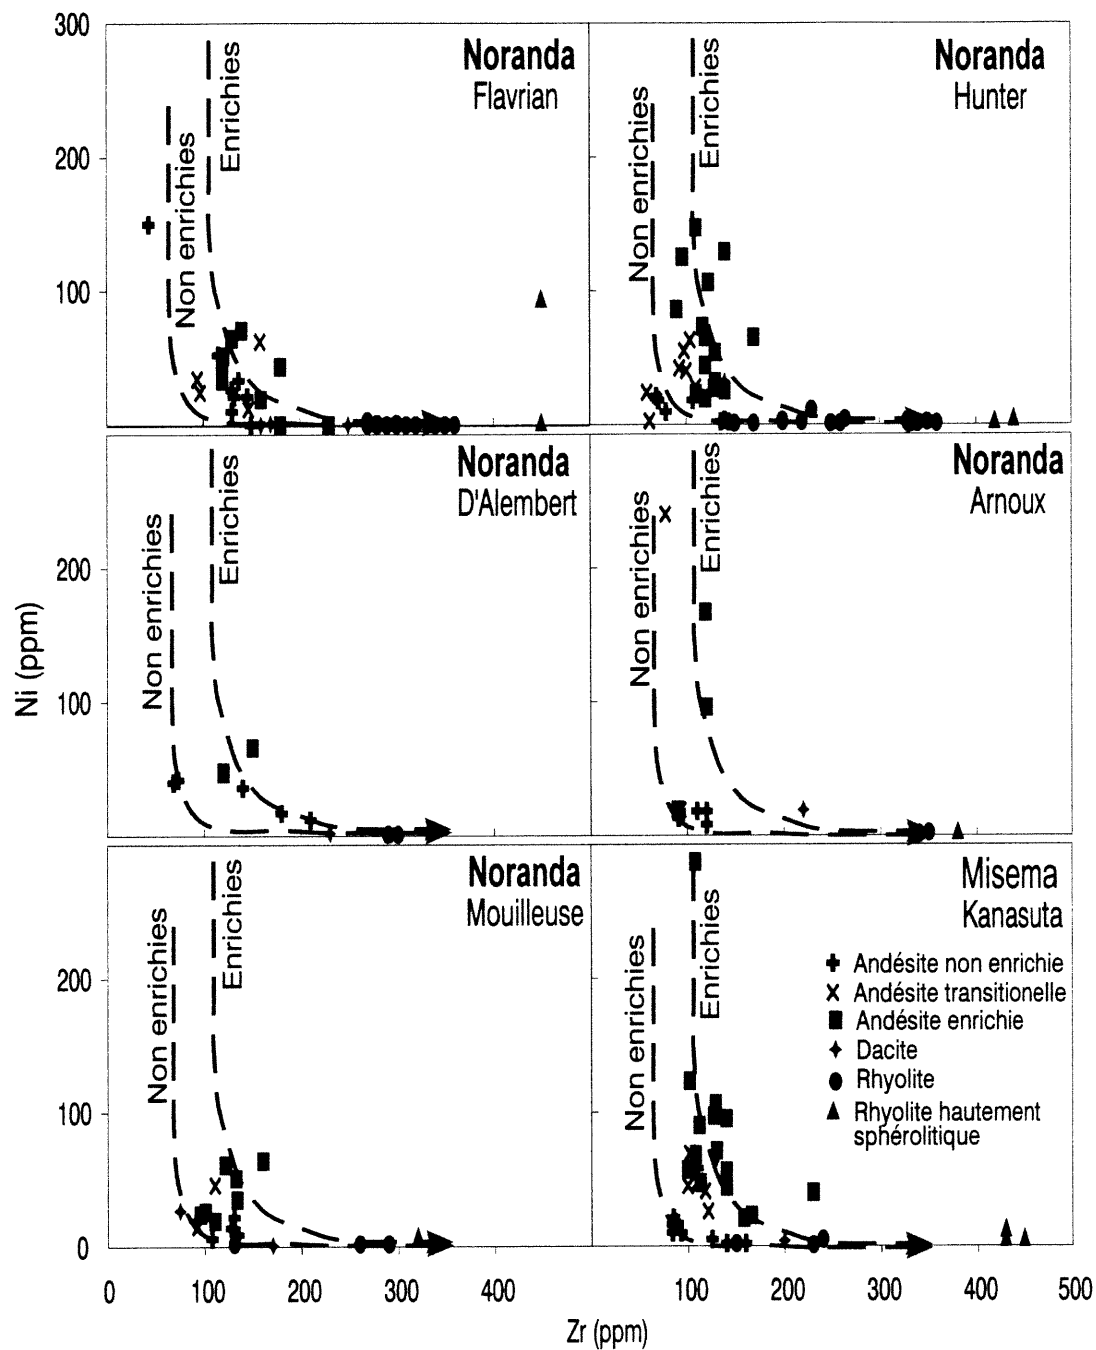 300
200
100
Non enrichies
Enrichies
Noranda
Flavrian
Non enrichies
Enrichies
Noranda
Hunter
200
100
Non enrichies
Enrichies
Noranda
D'Alembert
Non enrichies
Enrichies
Noranda
Arnoux
Ni (ppm)
200
100
0
Non enrichies
Enrichies
Noranda
Mouilleuse
Non enrichies
Enrichies
Misema
Kanasuta
Andésite non enrichie
Andésite transitionelle
Andésite enrichie
Dacite
Rhyolite
Rhyolite hautement
sphérolitique
0 100 200 300 400 100 200 300 400 500
Zr (ppm)